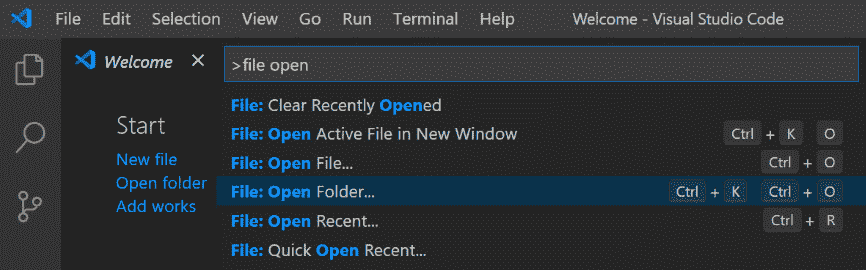 File Edit Selection View Go Run Terminal Help Welcome - Visual Studio Code
Welcome
>file open
File: Clear Recently Opened
File: Open Active File in New Window Ctrl + K O
File: Open File... Ctrl + O
File: Open Folder... Ctrl + K Ctrl + O
File: Open Recent... Ctrl + R
File: Quick Open Recent...
Start
New file
Open folder
Add works